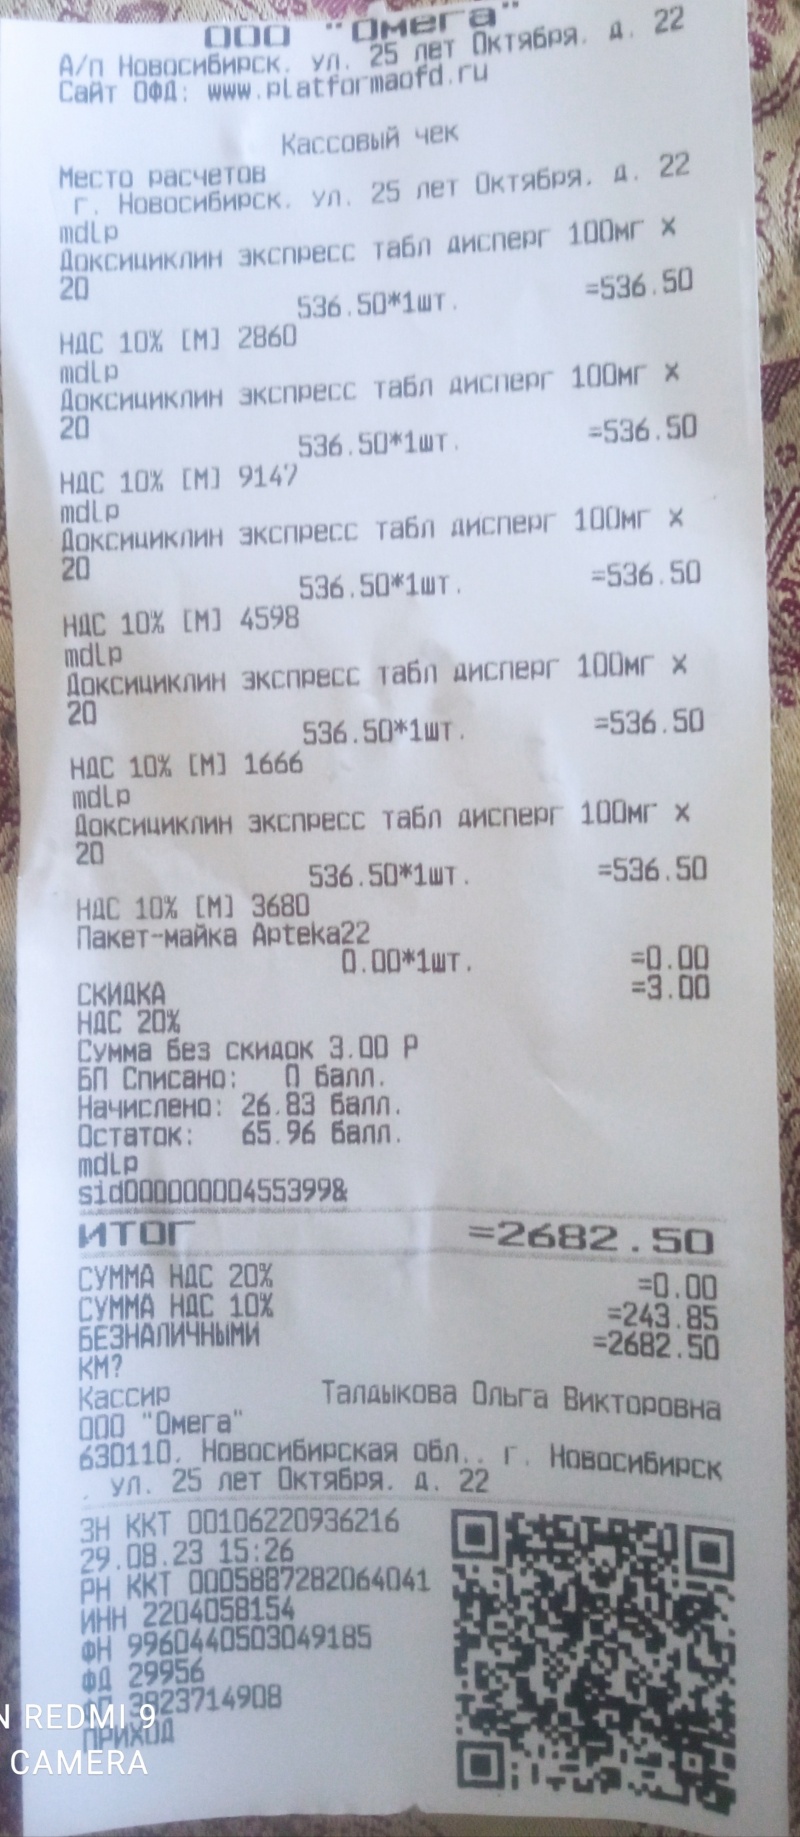 ООО "Омега"
А/п Новосибирск, ул. 25 лет Октября, д. 22
Сайт ОФД: www.platformaofd.ru
Кассовый чек
Место расчетов
г. Новосибирск, ул. 25 лет Октября, д. 22
mdlp
Доксициклин экспресс табл дисперг 100мг X
20
536.50*1шт. =536.50
НДС 10% [М] 2860
mdlp
Доксициклин экспресс табл дисперг 100мг X
20
536.50*1шт. =536.50
НДС 10% [М] 9147
mdlp
Доксициклин экспресс табл дисперг 100мг X
20
536.50*1шт. =536.50
НДС 10% [М] 4598
mdlp
Доксициклин экспресс табл дисперг 100мг X
20
536.50*1шт. =536.50
НДС 10% [М] 1666
mdlp
Доксициклин экспресс табл дисперг 100мг X
20
536.50*1шт. =536.50
НДС 10% [М] 3680
Пакет-майка Apteka22
0.00*1шт. =0.00
СКИДКА =3.00
НДС 20%
Сумма без скидок 3.00 Р
БП Списано: 0 балл.
Начислено: 26.83 балл.
Остаток: 65.96 балл.
mdlp
sid00000000455399&
ИТОГ =2682.50
СУММА НДС 20% =0.00
СУММА НДС 10% =243.85
БЕЗНАЛИЧНЫМИ =2682.50
КМ?
Кассир Талдыкова Ольга Викторовна
ООО "Омега"
630110, Новосибирская обл., г. Новосибирск
, ул. 25 лет Октября, д. 22
ЗН ККТ 00106220936216
29.08.23 15:26
РН ККТ 0005887282064041
ИНН 2204058154
ФН 9960440503049185
ФД 29956
3823714908
ПРИХОД
REDMI 9
CAMERA